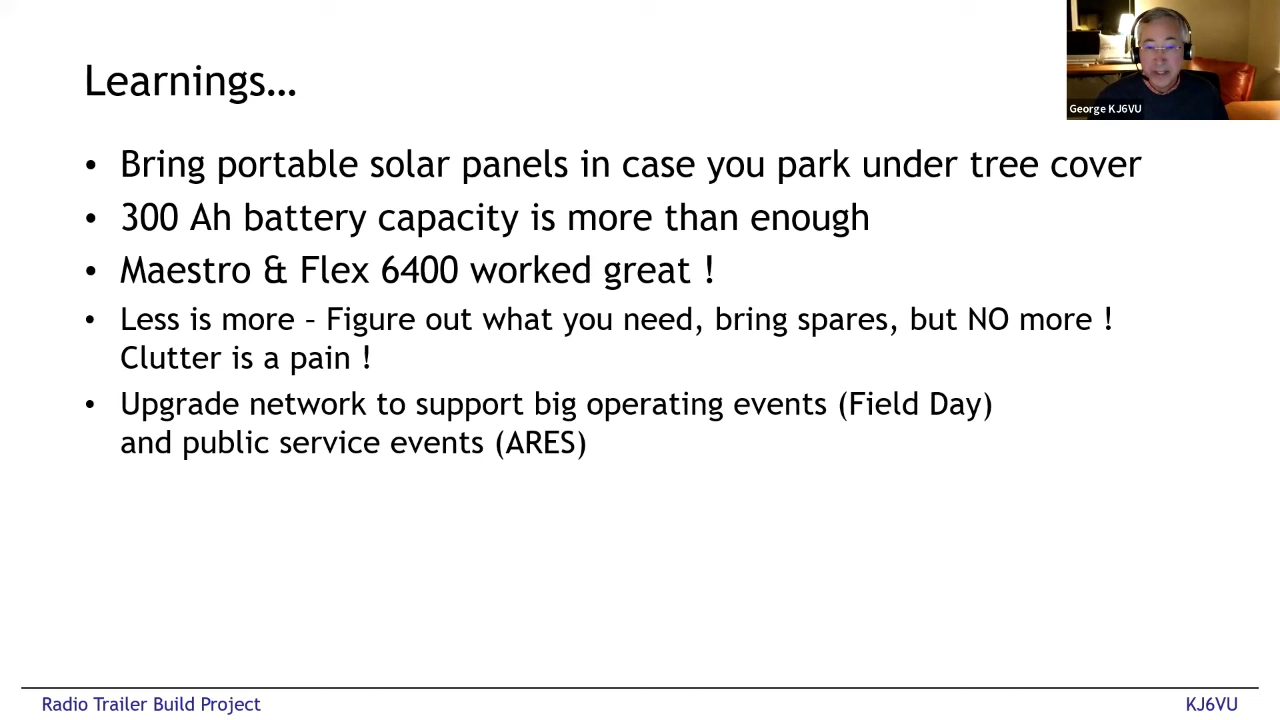 Learnings…
George KJ6VU
• Bring portable solar panels in case you park under tree cover
• 300 Ah battery capacity is more than enough
• Maestro & Flex 6400 worked great !
• Less is more – Figure out what you need, bring spares, but NO more !
Clutter is a pain !
• Upgrade network to support big operating events (Field Day)
and public service events (ARES)
Radio Trailer Build Project
KJ6VU